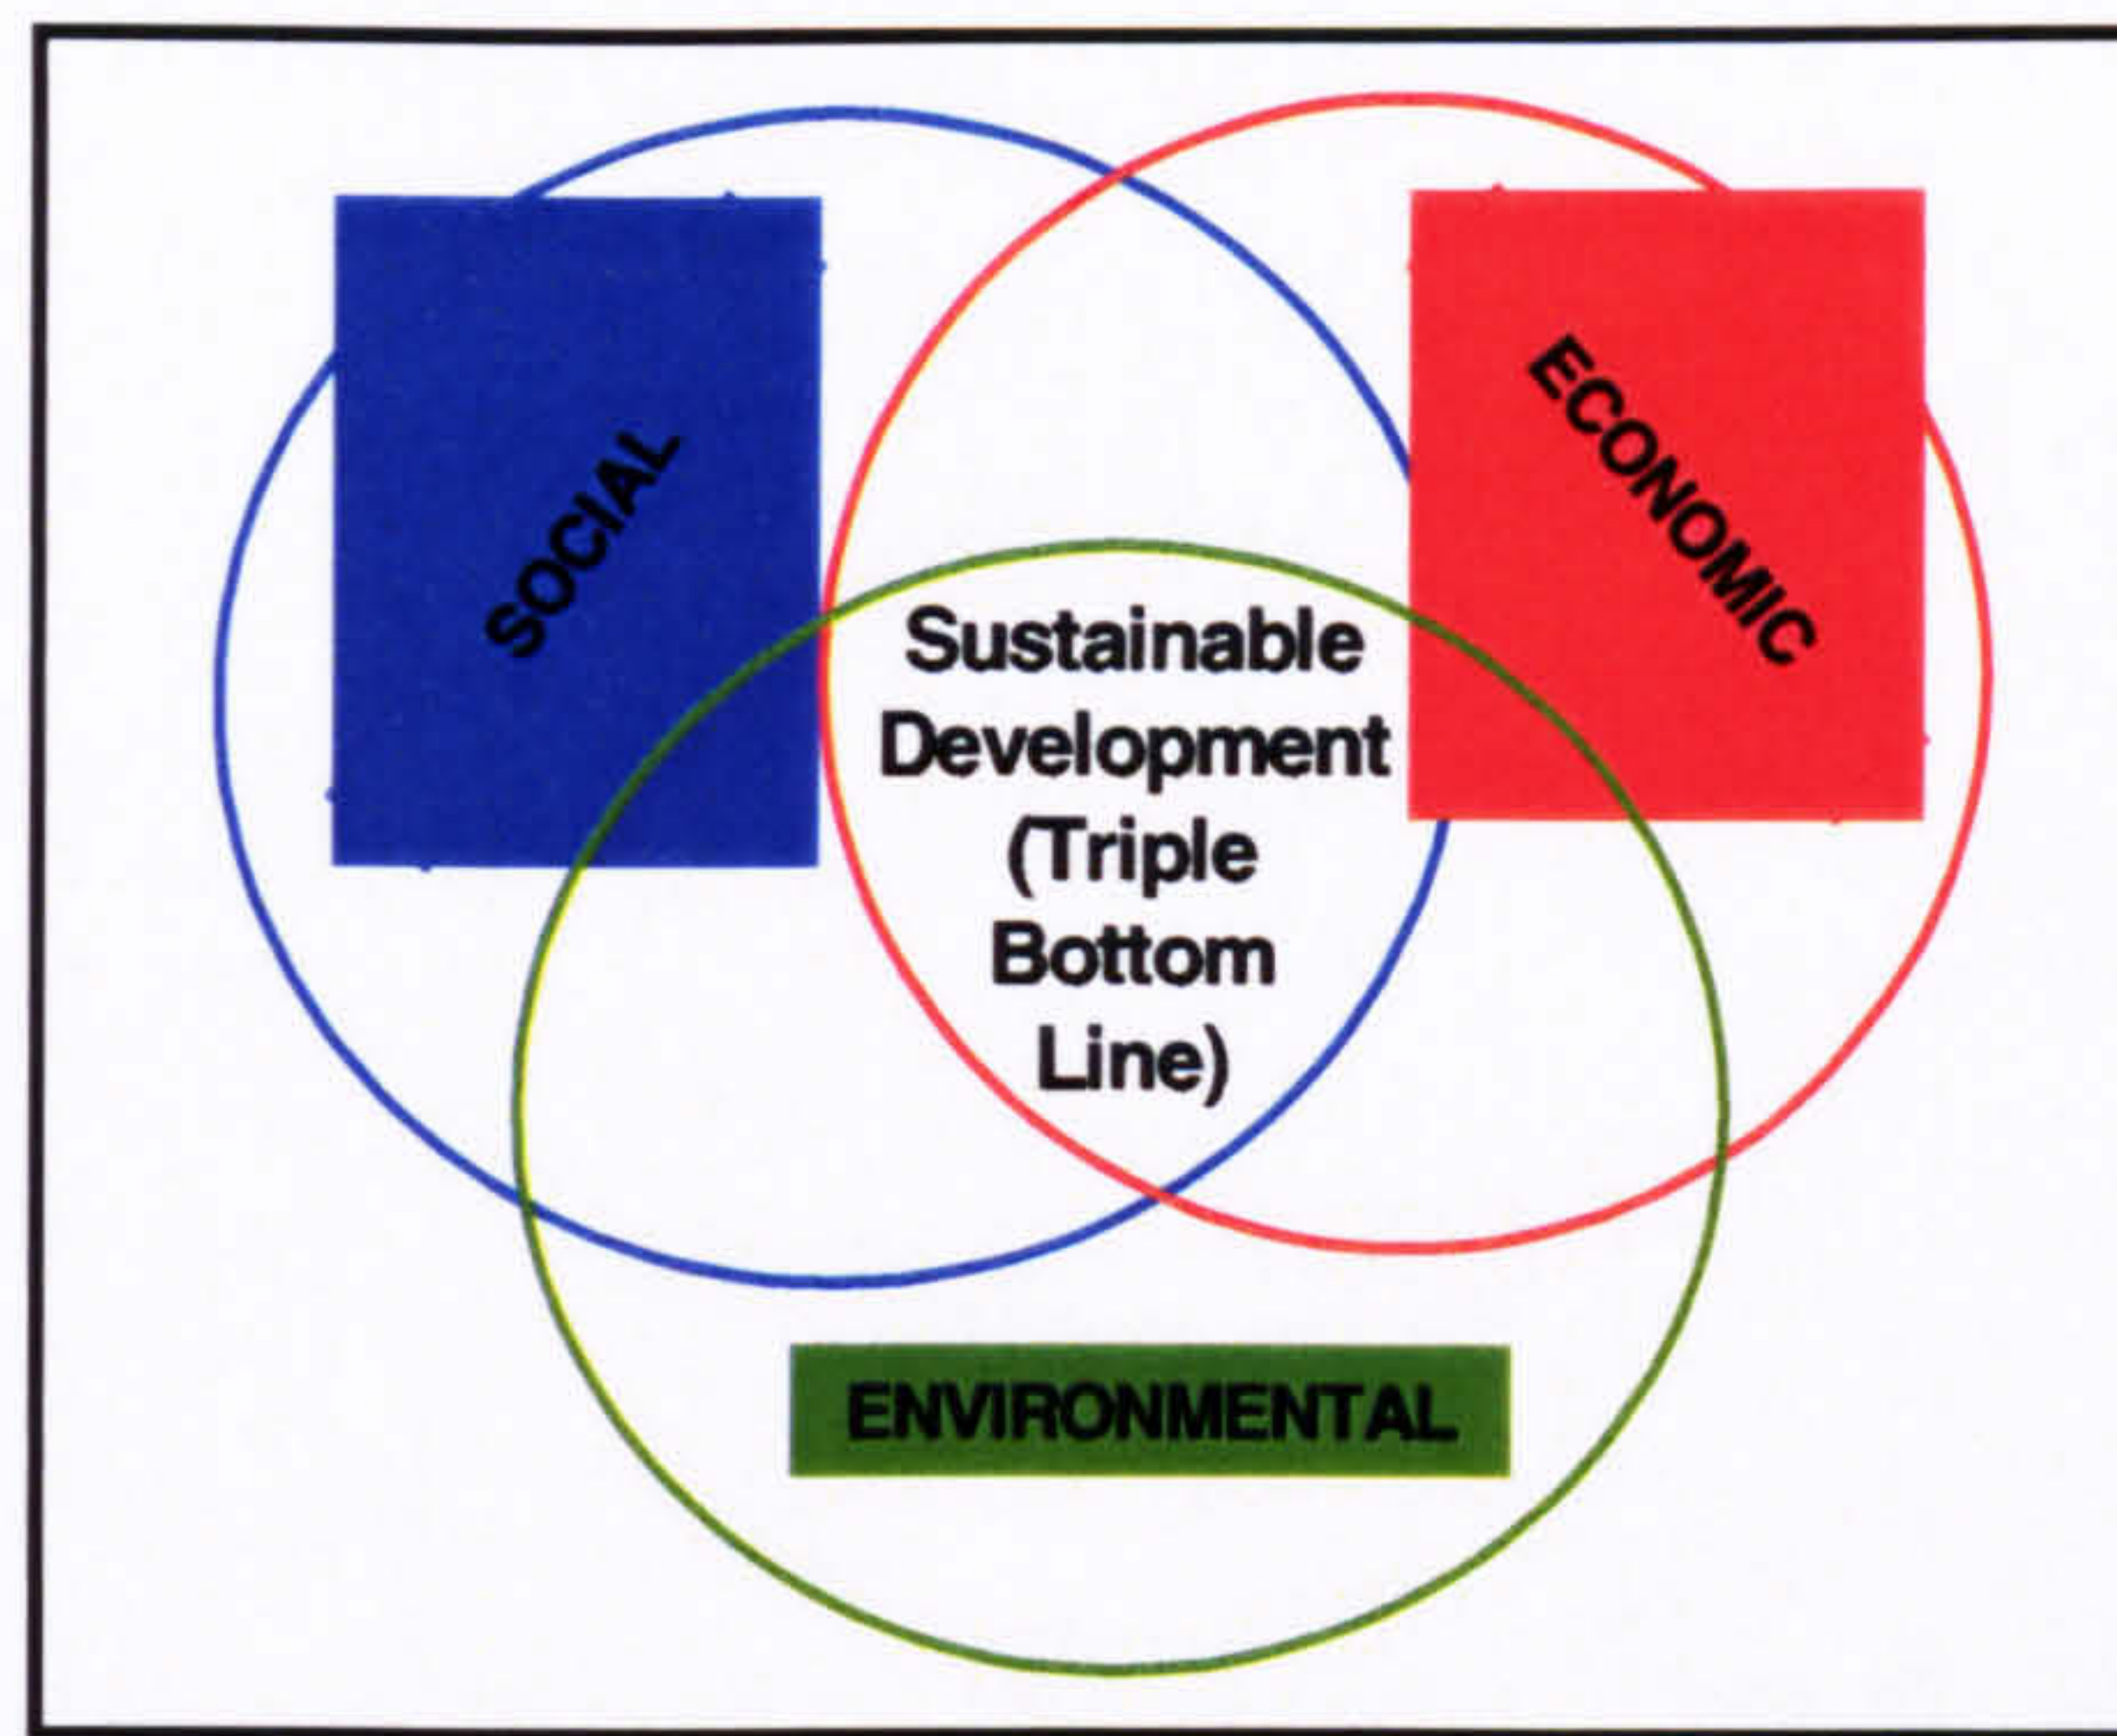 SOCIAL
ECONOMIC
Sustainable
Development
(Triple
Bottom
Line)
ENVIRONMENTAL